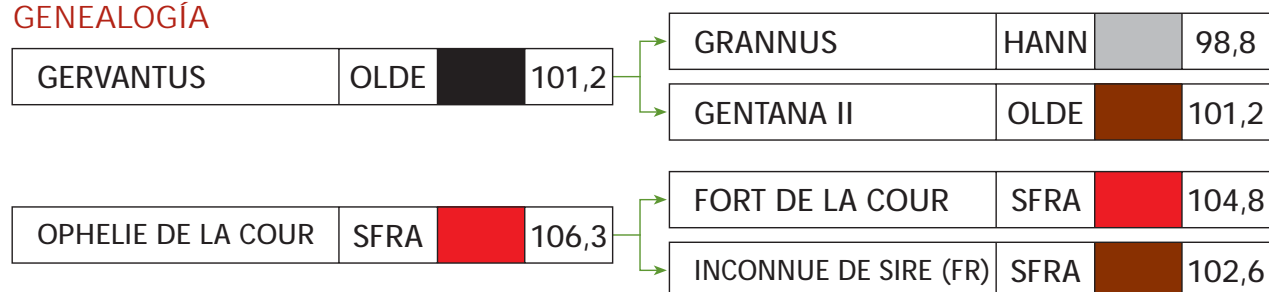 GENEALOGÍA
GERVANTUS OLDE 101,2
GRANNUS HANN 98,8
GENTANA II OLDE 101,2
OPHELIE DE LA COUR SFRA 106,3
FORT DE LA COUR SFRA 104,8
INCONNUE DE SIRE (FR) SFRA 102,6